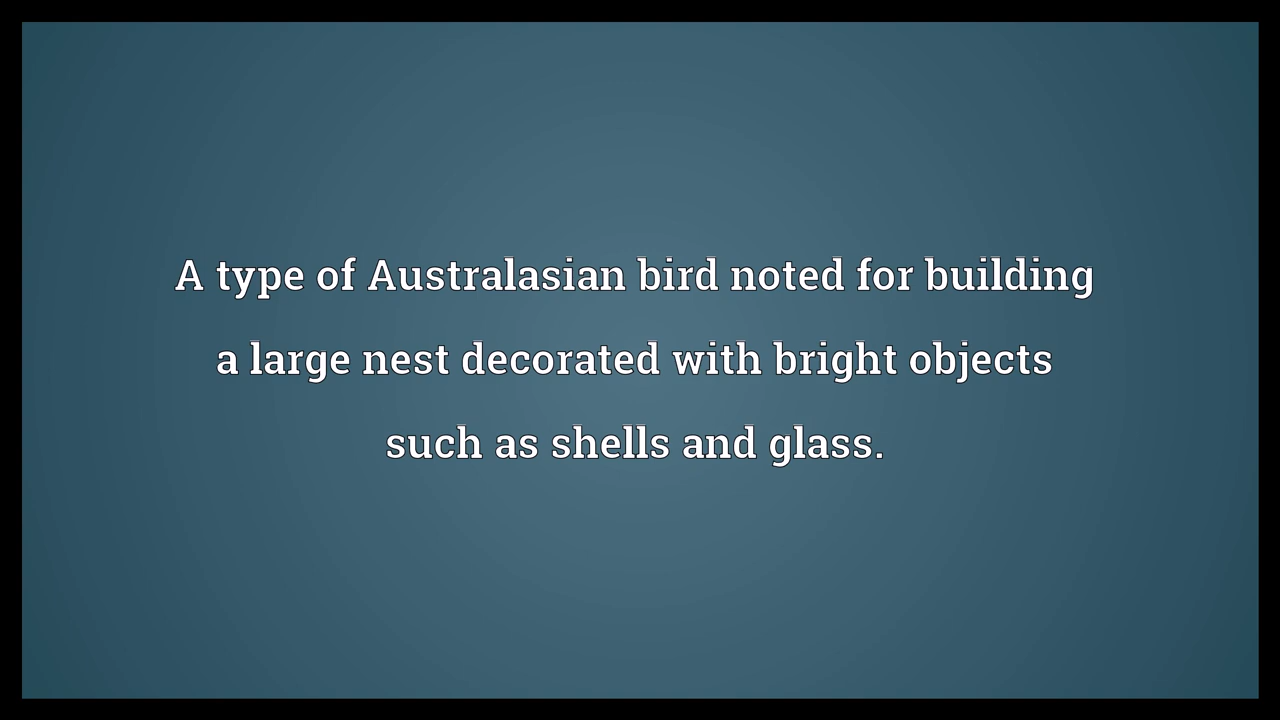 A type of Australasian bird noted for building
a large nest decorated with bright objects
such as shells and glass.